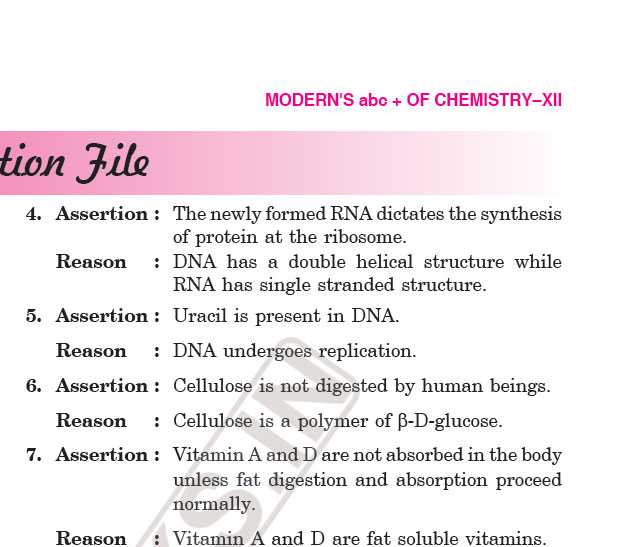 MODERN'S abc + OF CHEMISTRY–XII
tion File
4. Assertion : The newly formed RNA dictates the synthesis
of protein at the ribosome.
Reason : DNA has a double helical structure while
RNA has single stranded structure.
5. Assertion : Uracil is present in DNA.
Reason : DNA undergoes replication.
6. Assertion : Cellulose is not digested by human beings.
Reason : Cellulose is a polymer of β-D-glucose.
7. Assertion : Vitamin A and D are not absorbed in the body
unless fat digestion and absorption proceed
normally.
Reason : Vitamin A and D are fat soluble vitamins.
KS.IN